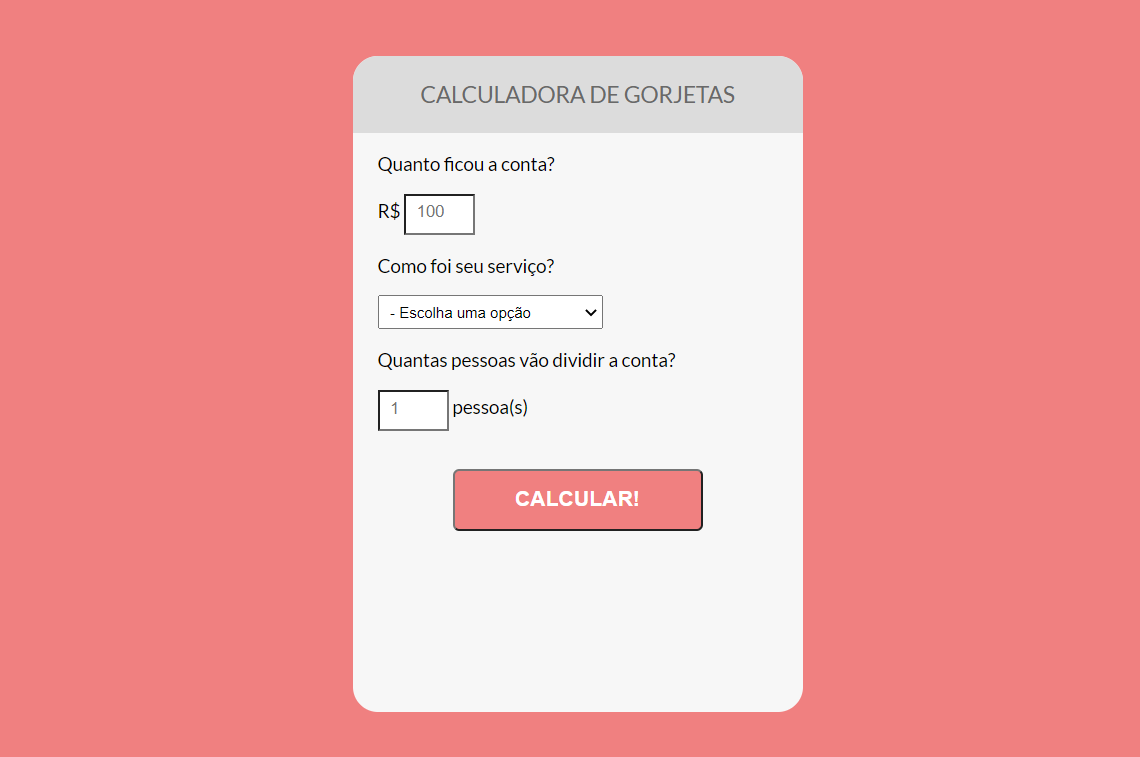 CALCULADORA DE GORJETAS
Quanto ficou a conta?
R$ 100
Como foi seu serviço?
- Escolha uma opção
Quantas pessoas vão dividir a conta?
1 pessoa(s)
CALCULAR!